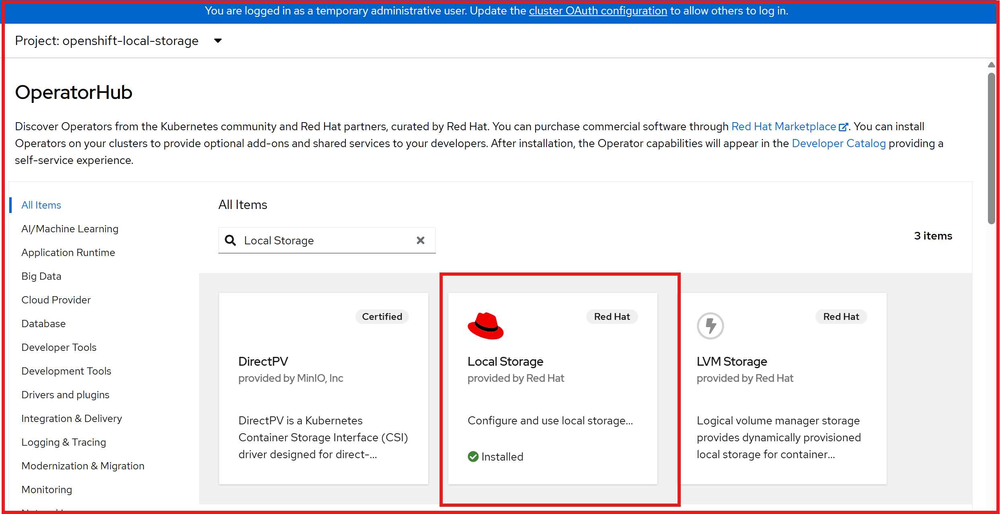 You are logged in as a temporary administrative user. Update the cluster OAuth configuration to allow others to log in.
Project: openshift-local-storage
OperatorHub
Discover Operators from the Kubernetes community and Red Hat partners, curated by Red Hat. You can purchase commercial software through Red Hat Marketplace. You can install
Operators on your clusters to provide optional add-ons and shared services to your developers. After installation, the Operator capabilities will appear in the Developer Catalog providing a
self-service experience.
All Items
AI/Machine Learning
Application Runtime
Big Data
Cloud Provider
Database
Developer Tools
Development Tools
Drivers and plugins
Integration & Delivery
Logging & Tracing
Modernization & Migration
Monitoring
All Items
Local Storage
3 items
Certified
DirectPV
provided by MinIO, Inc
DirectPV is a Kubernetes
Container Storage Interface (CSI)
driver designed for direct-...
Red Hat
Local Storage
provided by Red Hat
Configure and use local storage...
Installed
Red Hat
LVM Storage
provided by Red Hat
Logical volume manager storage
provides dynamically provisioned
local storage for container...